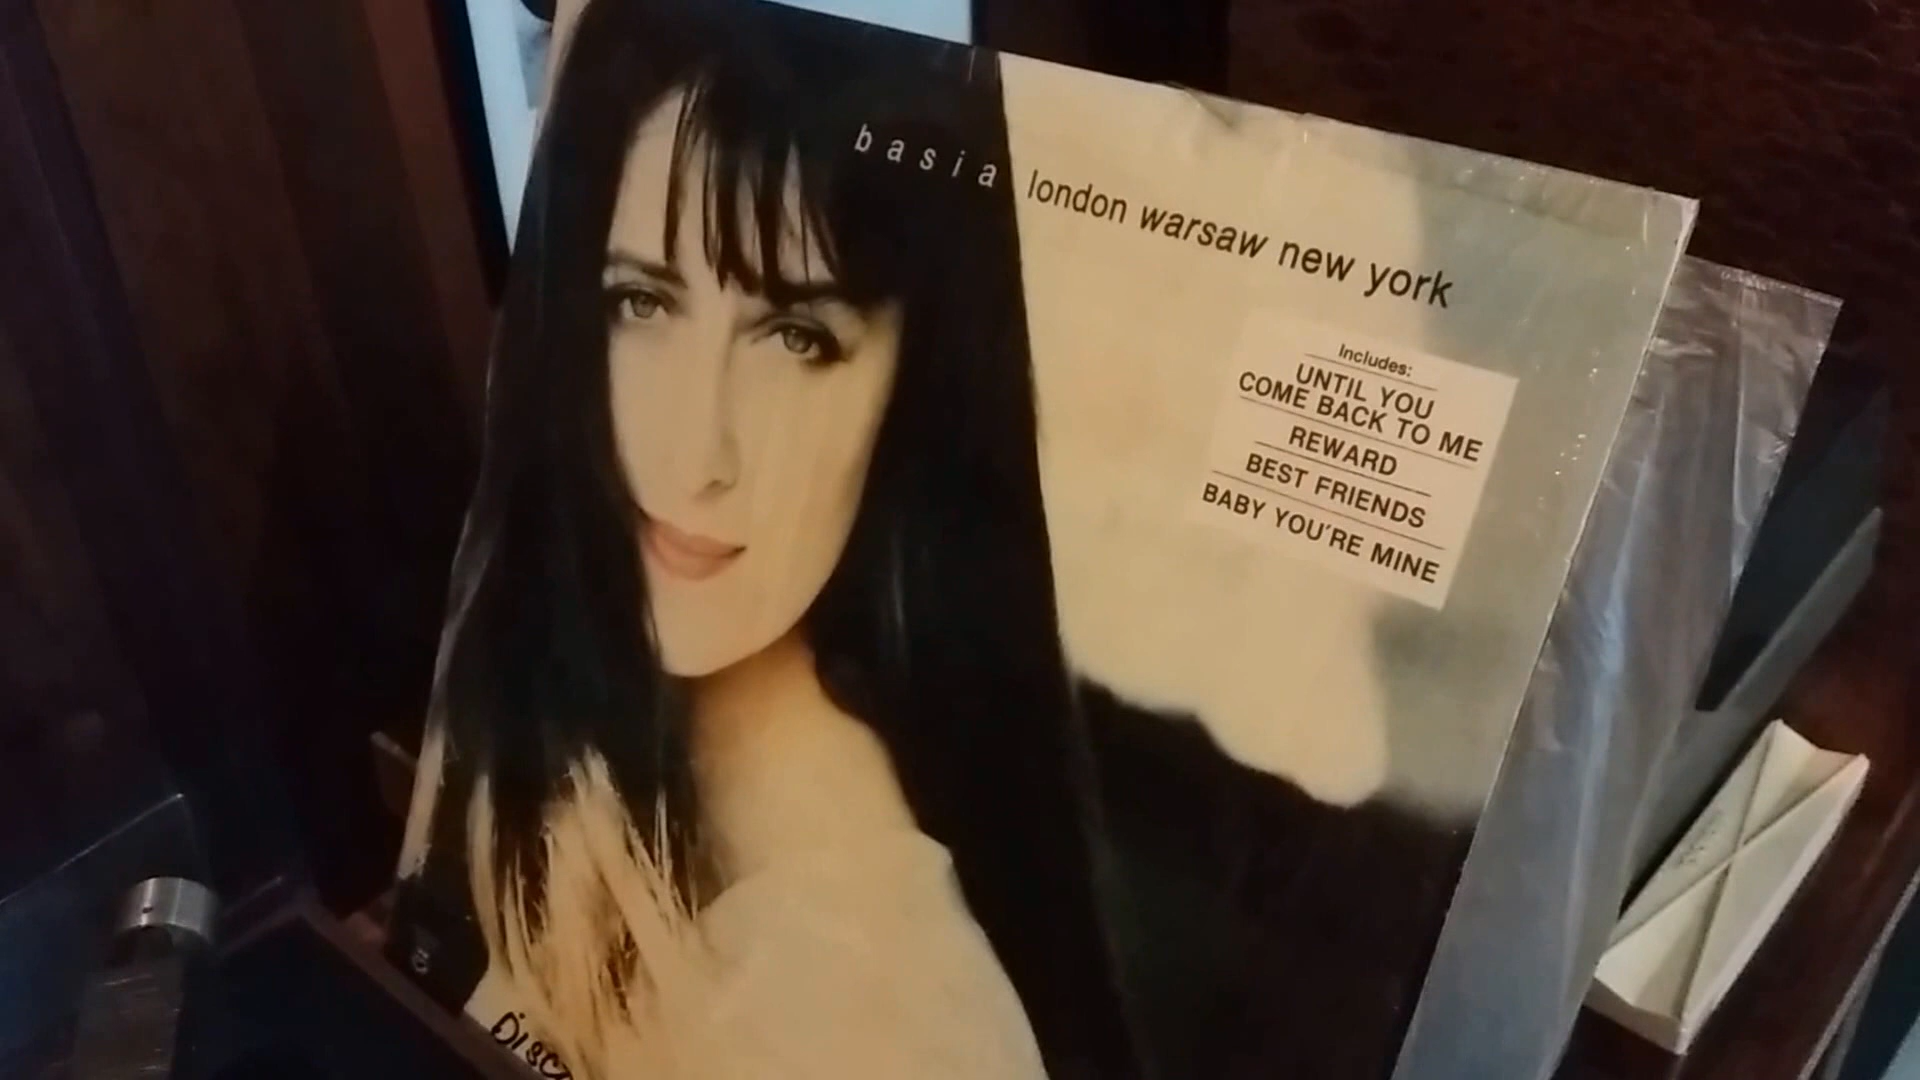 basia london warsaw new york
Includes:
UNTIL YOU
COME BACK TO ME
REWARD
BEST FRIENDS
BABY YOU'RE MINE